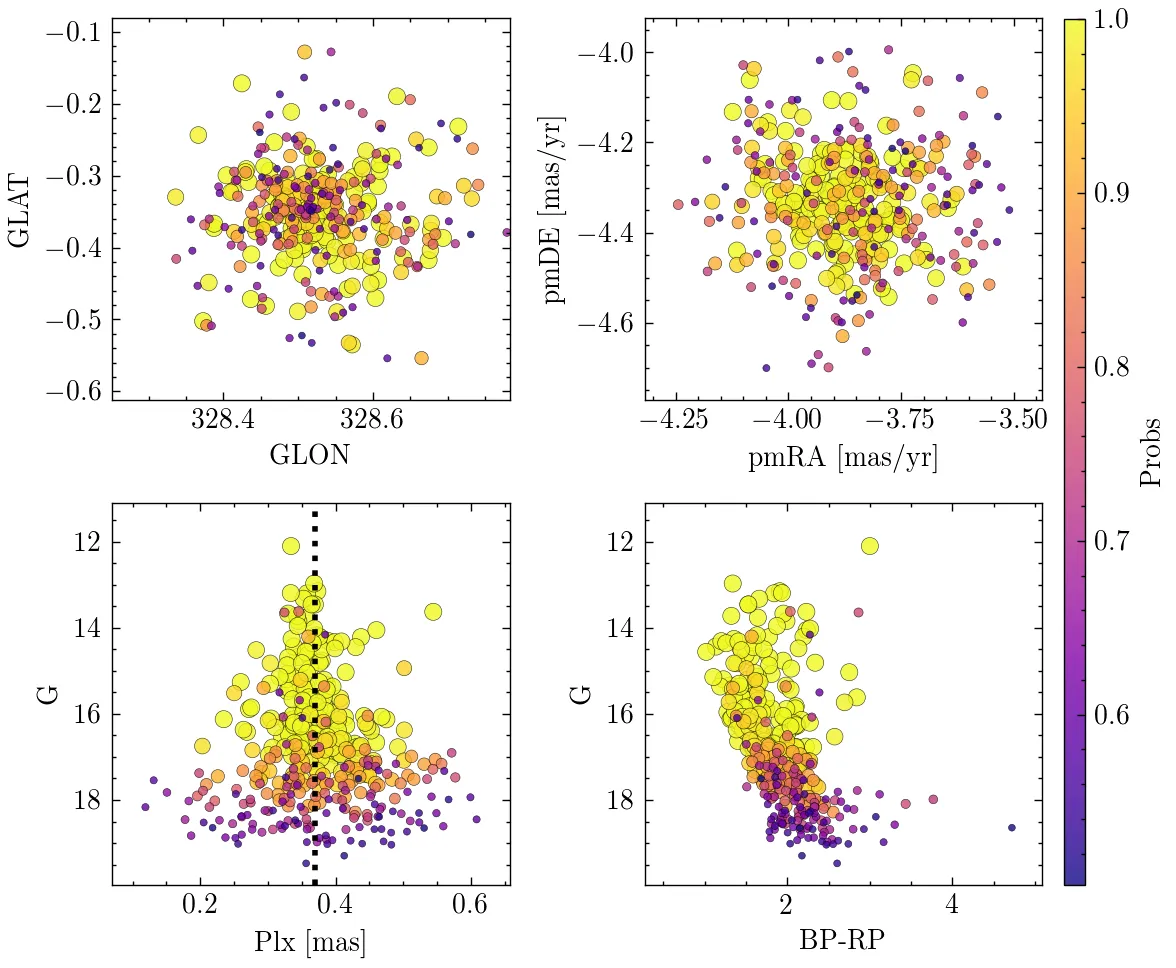 −0.1
−0.2
−0.3
−0.4
−0.5
−0.6
GLAT
328.4 328.6
GLON
−4.0
−4.2
−4.4
−4.6
pmDE [mas/yr]
−4.25 −4.00 −3.75 −3.50
pmRA [mas/yr]
12
14
16
18
G
0.2 0.4 0.6
Plx [mas]
12
14
16
18
G
2 4
BP-RP
1.0
0.9
0.8
0.7
0.6
Probs